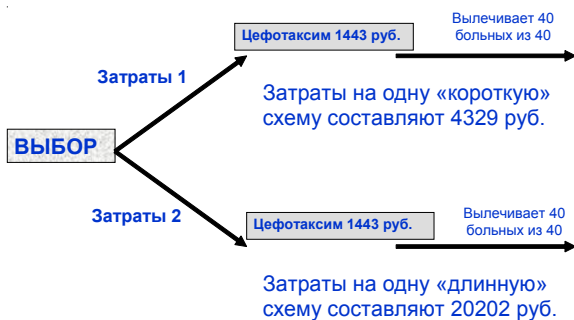 Цефотаксим 1443 руб.
Вылечивает 40
больных из 40
Затраты 1
Затраты на одну «короткую»
схему составляют 4329 руб.
ВЫБОР
Затраты 2
Цефотаксим 1443 руб.
Вылечивает 40
больных из 40
Затраты на одну «длинную»
схему составляют 20202 руб.